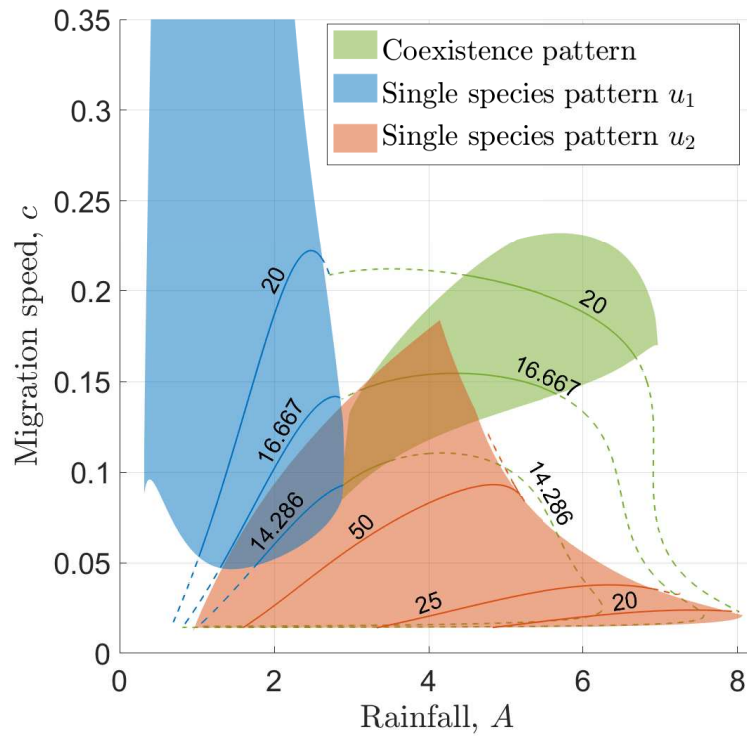 0.35
Coexistence pattern
Single species pattern u₁
Single species pattern u₂
0.3
0.25
0.2
0.15
0.1
0.05
0
Migration speed, c
20
20
16.667
16.667
14.286
14.286
50
25
20
0 2 4 6 8
Rainfall, A